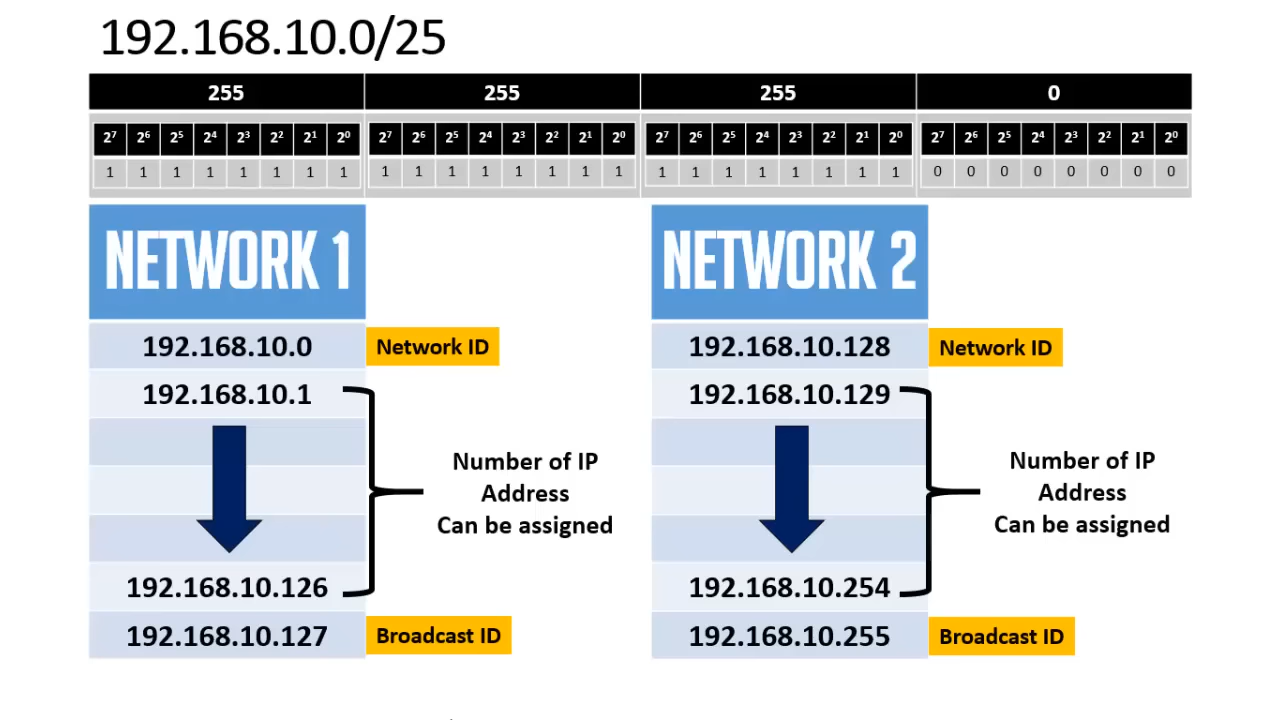 192.168.10.0/25
255 255 255 0
2⁷ 2⁶ 2⁵ 2⁴ 2³ 2² 2¹ 2⁰ 2⁷ 2⁶ 2⁵ 2⁴ 2³ 2² 2¹ 2⁰ 2⁷ 2⁶ 2⁵ 2⁴ 2³ 2² 2¹ 2⁰ 2⁷ 2⁶ 2⁵ 2⁴ 2³ 2² 2¹ 2⁰
1 1 1 1 1 1 1 1 1 1 1 1 1 1 1 1 1 1 1 1 1 1 1 1 0 0 0 0 0 0 0 0
NETWORK 1
192.168.10.0 Network ID
192.168.10.1
Number of IP
Address
Can be assigned
192.168.10.126
192.168.10.127 Broadcast ID
NETWORK 2
192.168.10.128 Network ID
192.168.10.129
Number of IP
Address
Can be assigned
192.168.10.254
192.168.10.255 Broadcast ID